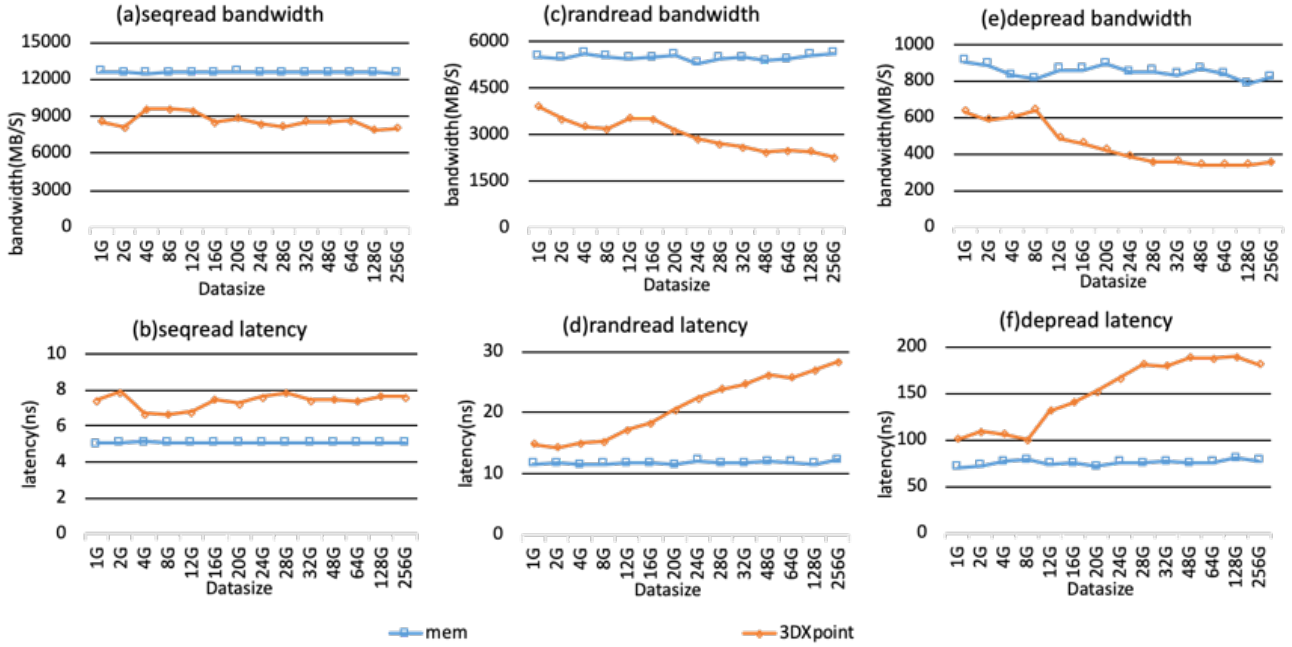 (a)seqread bandwidth
bandwidth(MB/S)
15000
12000
9000
6000
3000
0
1G 2G 4G 8G 12G 16G 20G 24G 28G 32G 48G 64G 128G 256G
Datasize
(c)randread bandwidth
bandwidth(MB/S)
6000
4500
3000
1500
0
1G 2G 4G 8G 12G 16G 20G 24G 28G 32G 48G 64G 128G 256G
Datasize
(e)depread bandwidth
bandwidth(MB/S)
1000
800
600
400
200
0
1G 2G 4G 8G 12G 16G 20G 24G 28G 32G 48G 64G 128G 256G
Datasize
(b)seqread latency
latency(ns)
10
8
6
4
2
0
1G 2G 4G 8G 12G 16G 20G 24G 28G 32G 48G 64G 128G 256G
Datasize
(d)randread latency
latency(ns)
30
20
10
0
1G 2G 4G 8G 12G 16G 20G 24G 28G 32G 48G 64G 128G 256G
Datasize
(f)depread latency
latency(ns)
200
150
100
50
0
1G 2G 4G 8G 12G 16G 20G 24G 28G 32G 48G 64G 128G 256G
Datasize
mem
3DXpoint